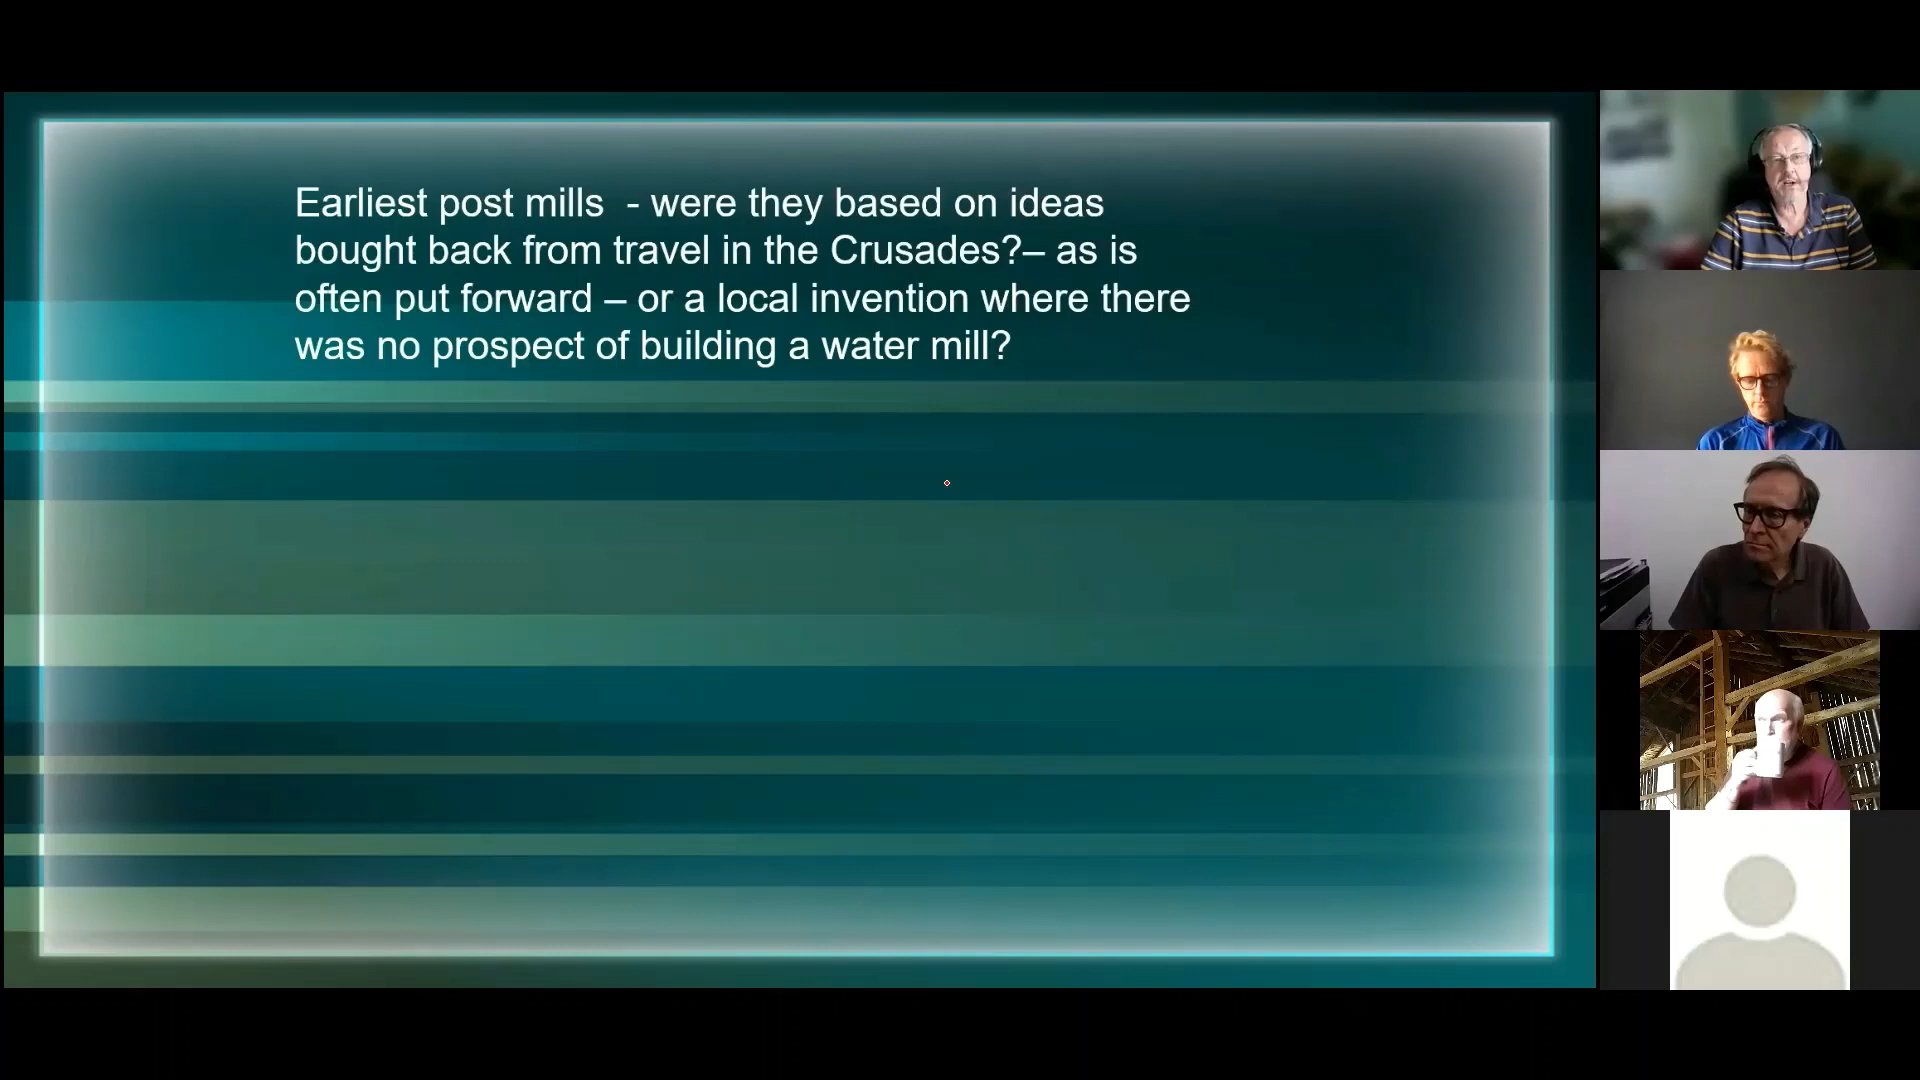 Earliest post mills  - were they based on ideas
bought back from travel in the Crusades?– as is
often put forward – or a local invention where there
was no prospect of building a water mill?